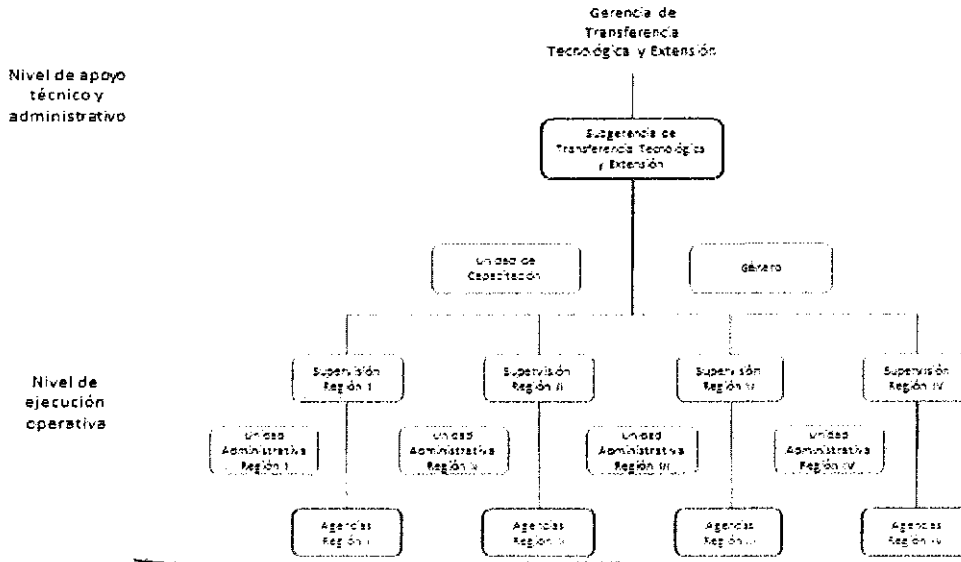 Gerencia de
Transferencia
Tecnológica y Extensión
Nivel de apoyo
técnico y
administrativo
Subgerencia de
Transferencia Tecnológica
y Extensión
Unidad de
Capacitación
Género
Nivel de
ejecución
operativa
Supervisión
Región I
Supervisión
Región II
Supervisión
Región III
Supervisión
Región IV
Unidad
Administrativa
Región I
Unidad
Administrativa
Región II
Unidad
Administrativa
Región III
Unidad
Administrativa
Región IV
Agencias
Región I
Agencias
Región II
Agencias
Región III
Agencias
Región IV